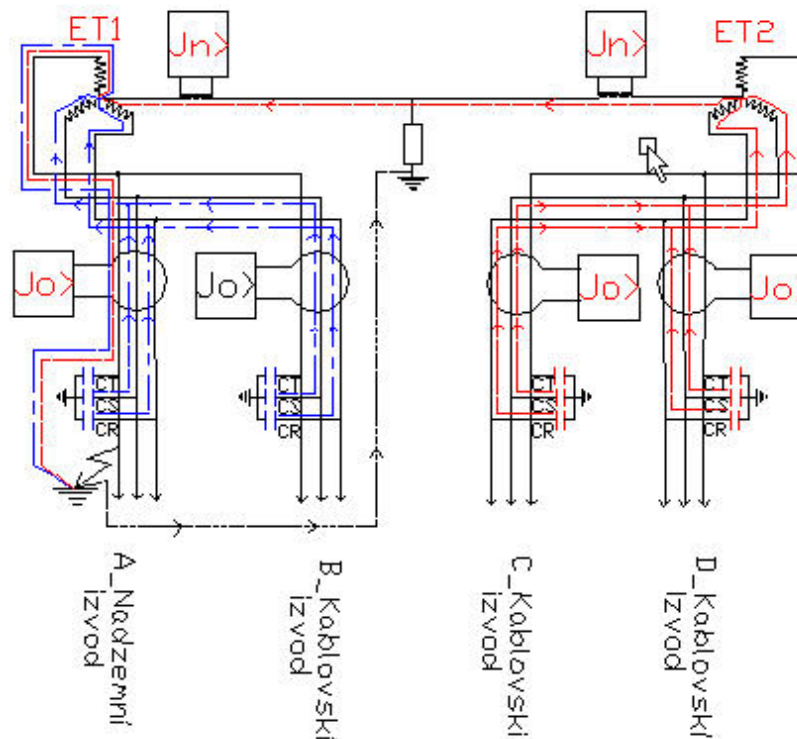 ET1
Jn>
Jn>
ET2
Jo>
Jo>
Jo>
Jo
CT
CS
CR
CT
CS
CR
CT
CS
CR
CT
CS
CR
A_Nadzemni
izvod
B_Kablovski
izvod
C_Kablovski
izvod
D_Kablovski
izvod